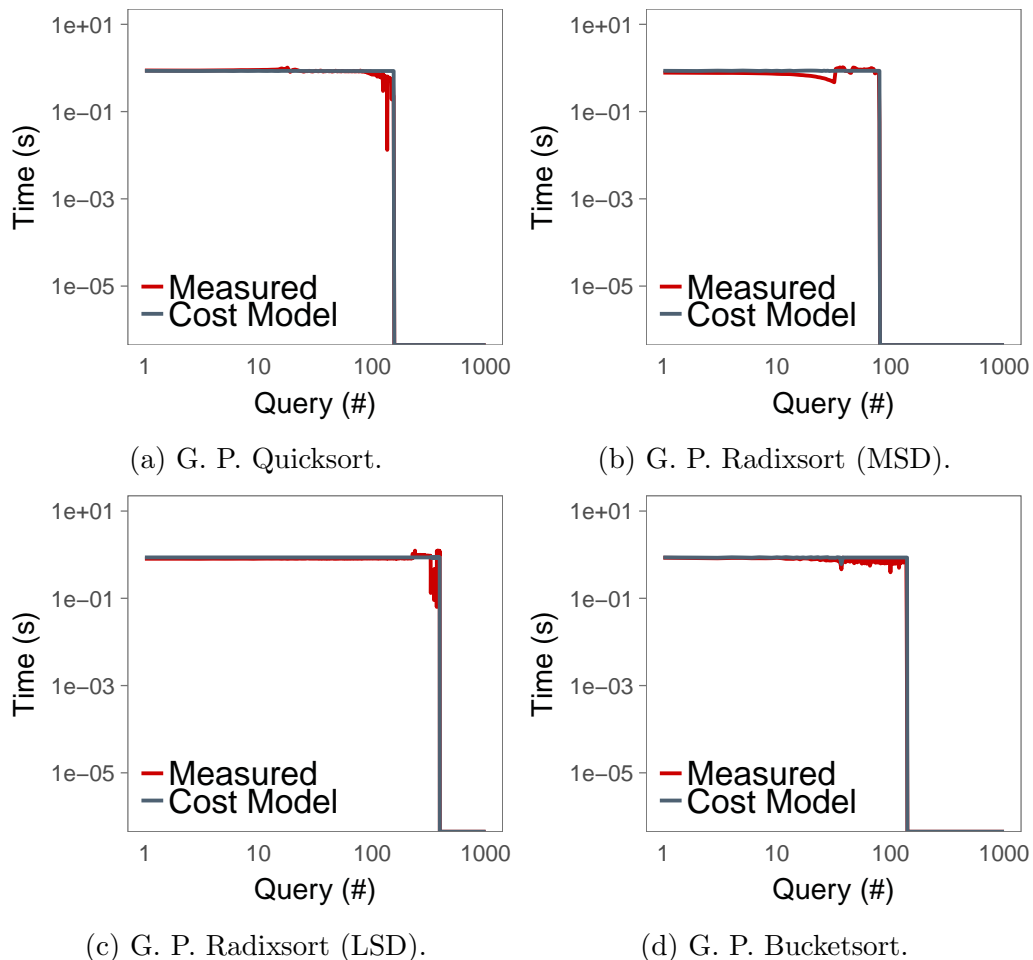 1e+01
1e−01
1e−03
1e−05
Time (s)
Measured
Cost Model
1 10 100 1000
Query (#)
(a) G. P. Quicksort.
1e+01
1e−01
1e−03
1e−05
Time (s)
Measured
Cost Model
1 10 100 1000
Query (#)
(b) G. P. Radixsort (MSD).
1e+01
1e−01
1e−03
1e−05
Time (s)
Measured
Cost Model
1 10 100 1000
Query (#)
(c) G. P. Radixsort (LSD).
1e+01
1e−01
1e−03
1e−05
Time (s)
Measured
Cost Model
1 10 100 1000
Query (#)
(d) G. P. Bucketsort.